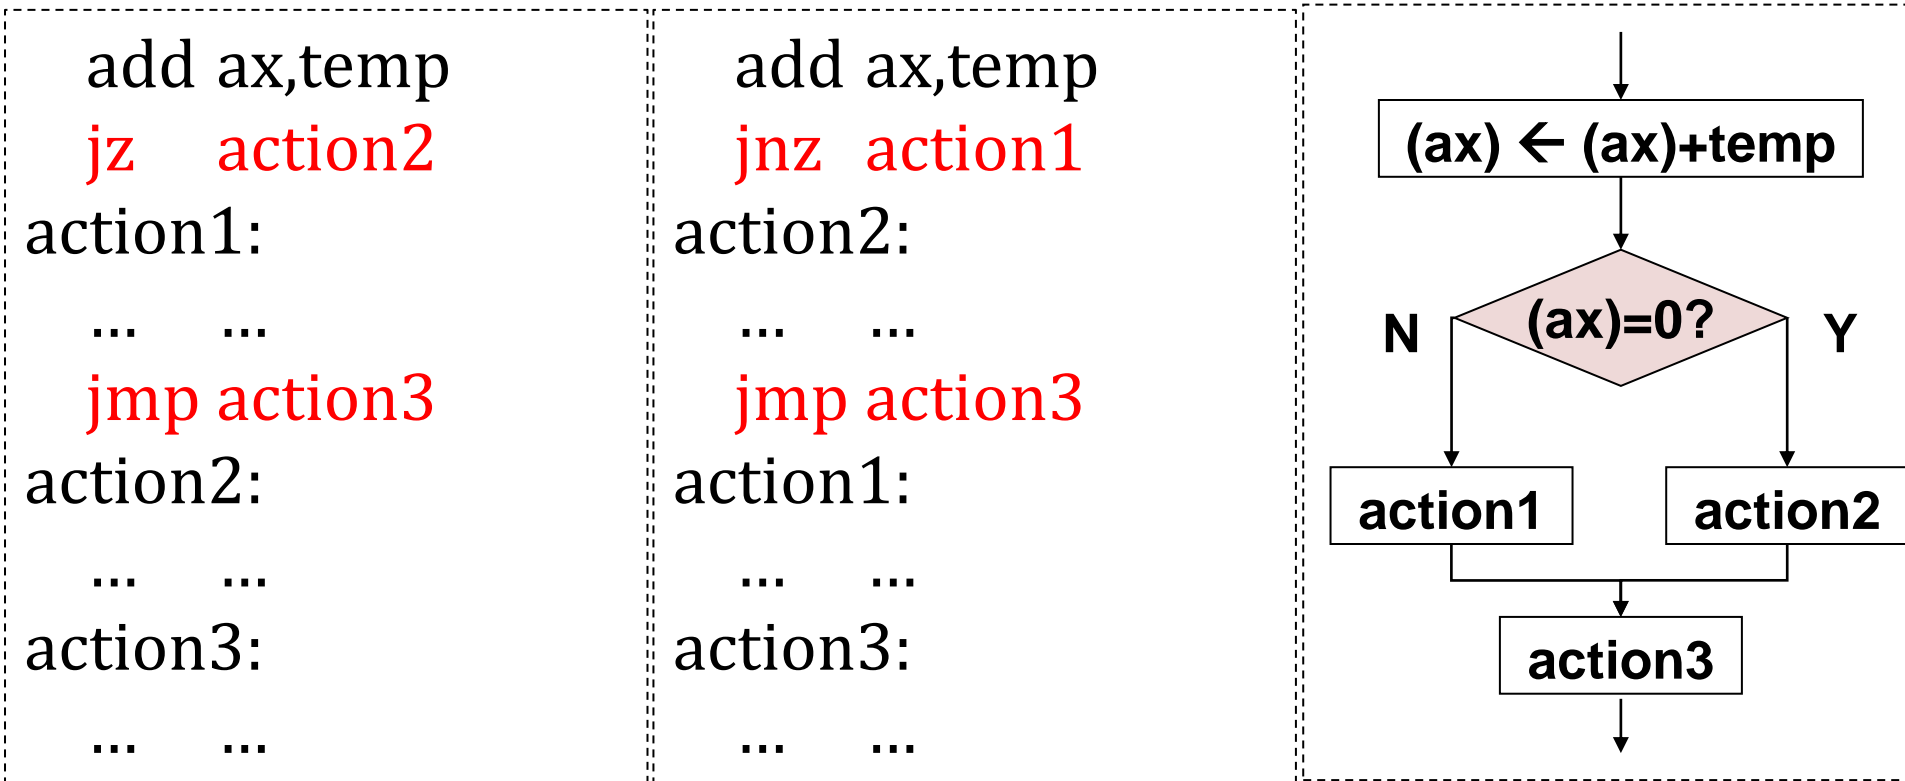 add ax,temp
jz action2
action1:
... ...
jmp action3
action2:
... ...
action3:
... ...
add ax,temp
jnz action1
action2:
... ...
jmp action3
action1:
... ...
action3:
... ...
(ax) ← (ax)+temp
(ax)=0?
N
Y
action1
action2
action3